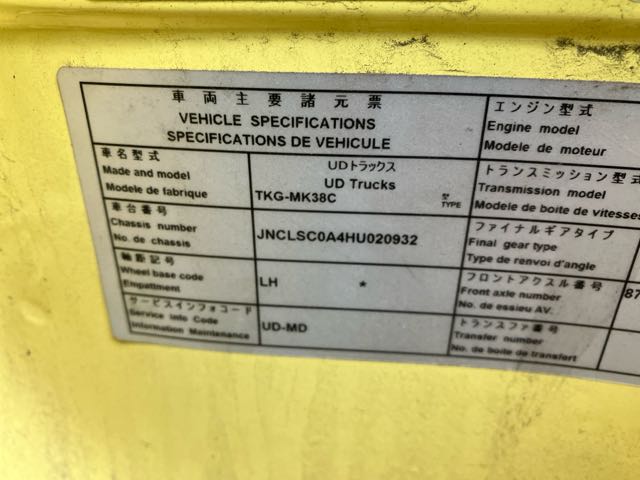 車両主要諸元票
VEHICLE SPECIFICATIONS
SPECIFICATIONS DE VEHICULE
車名型式
Made and model
Modele de fabrique
UDトラックス
UD Trucks
TKG-MK38C
型
TYPE
車台番号
Chassis number
No. de chassis
JNCLSC0A4HU020932
軸距記号
Wheel base code
Empattment
LH *
サービスインフォコード
Service info Code
Information Maintenance
UD-MD
エンジン型式
Engine model
Modele de moteur
トランスミッション型式
Transmission model
Modele de boite de vitesses
ファイナルギアタイプ
Final gear type
Type de renvoi d'angle
フロントアクスル番号
Front axle number
No. de essieu AV.
87
トランスファ番号
Transfer number
No. de boite de transfert